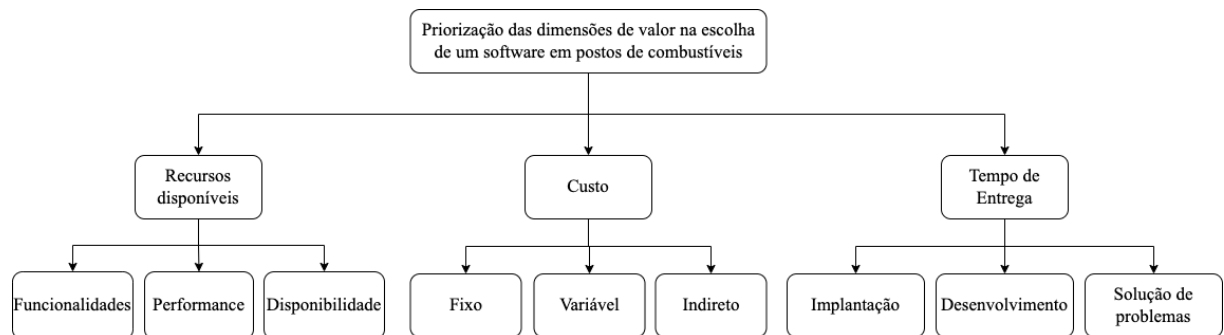 Priorização das dimensões de valor na escolha
de um software em postos de combustíveis
Recursos
disponíveis
Custo
Tempo de
Entrega
Funcionalidades
Performance
Disponibilidade
Fixo
Variável
Indireto
Implantação
Desenvolvimento
Solução de
problemas